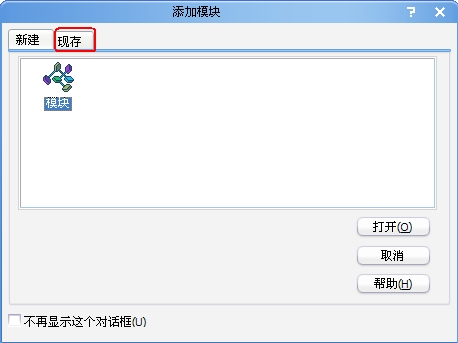 添加模块
?
新建 现存
模块
打开(O)
取消
帮助(H)
不再显示这个对话框(U)